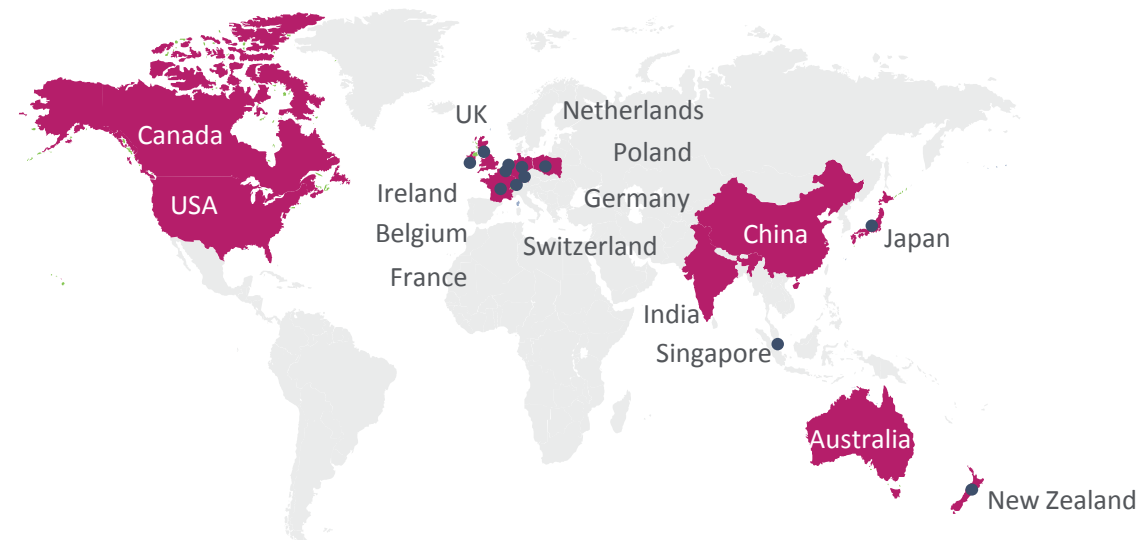 UK
Netherlands
Canada
Poland
Ireland
Germany
USA
Belgium
Switzerland
China
Japan
France
India
Singapore
Australia
New Zealand